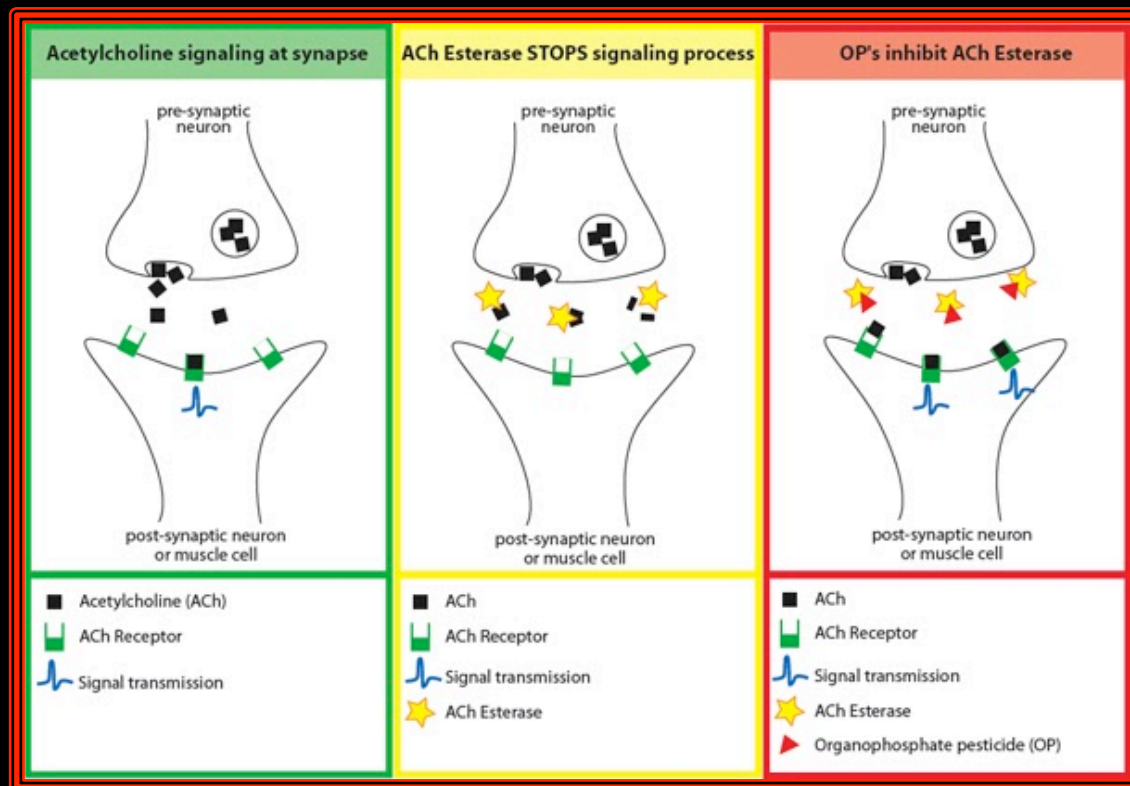 Acetylcholine signaling at synapse
pre-synaptic
neuron
post-synaptic neuron
or muscle cell
Acetylcholine (ACh)
ACh Receptor
Signal transmission
ACh Esterase STOPS signaling process
pre-synaptic
neuron
post-synaptic neuron
or muscle cell
ACh
ACh Receptor
Signal transmission
ACh Esterase
OP's inhibit ACh Esterase
pre-synaptic
neuron
post-synaptic neuron
or muscle cell
ACh
ACh Receptor
Signal transmission
ACh Esterase
Organophosphate pesticide (OP)